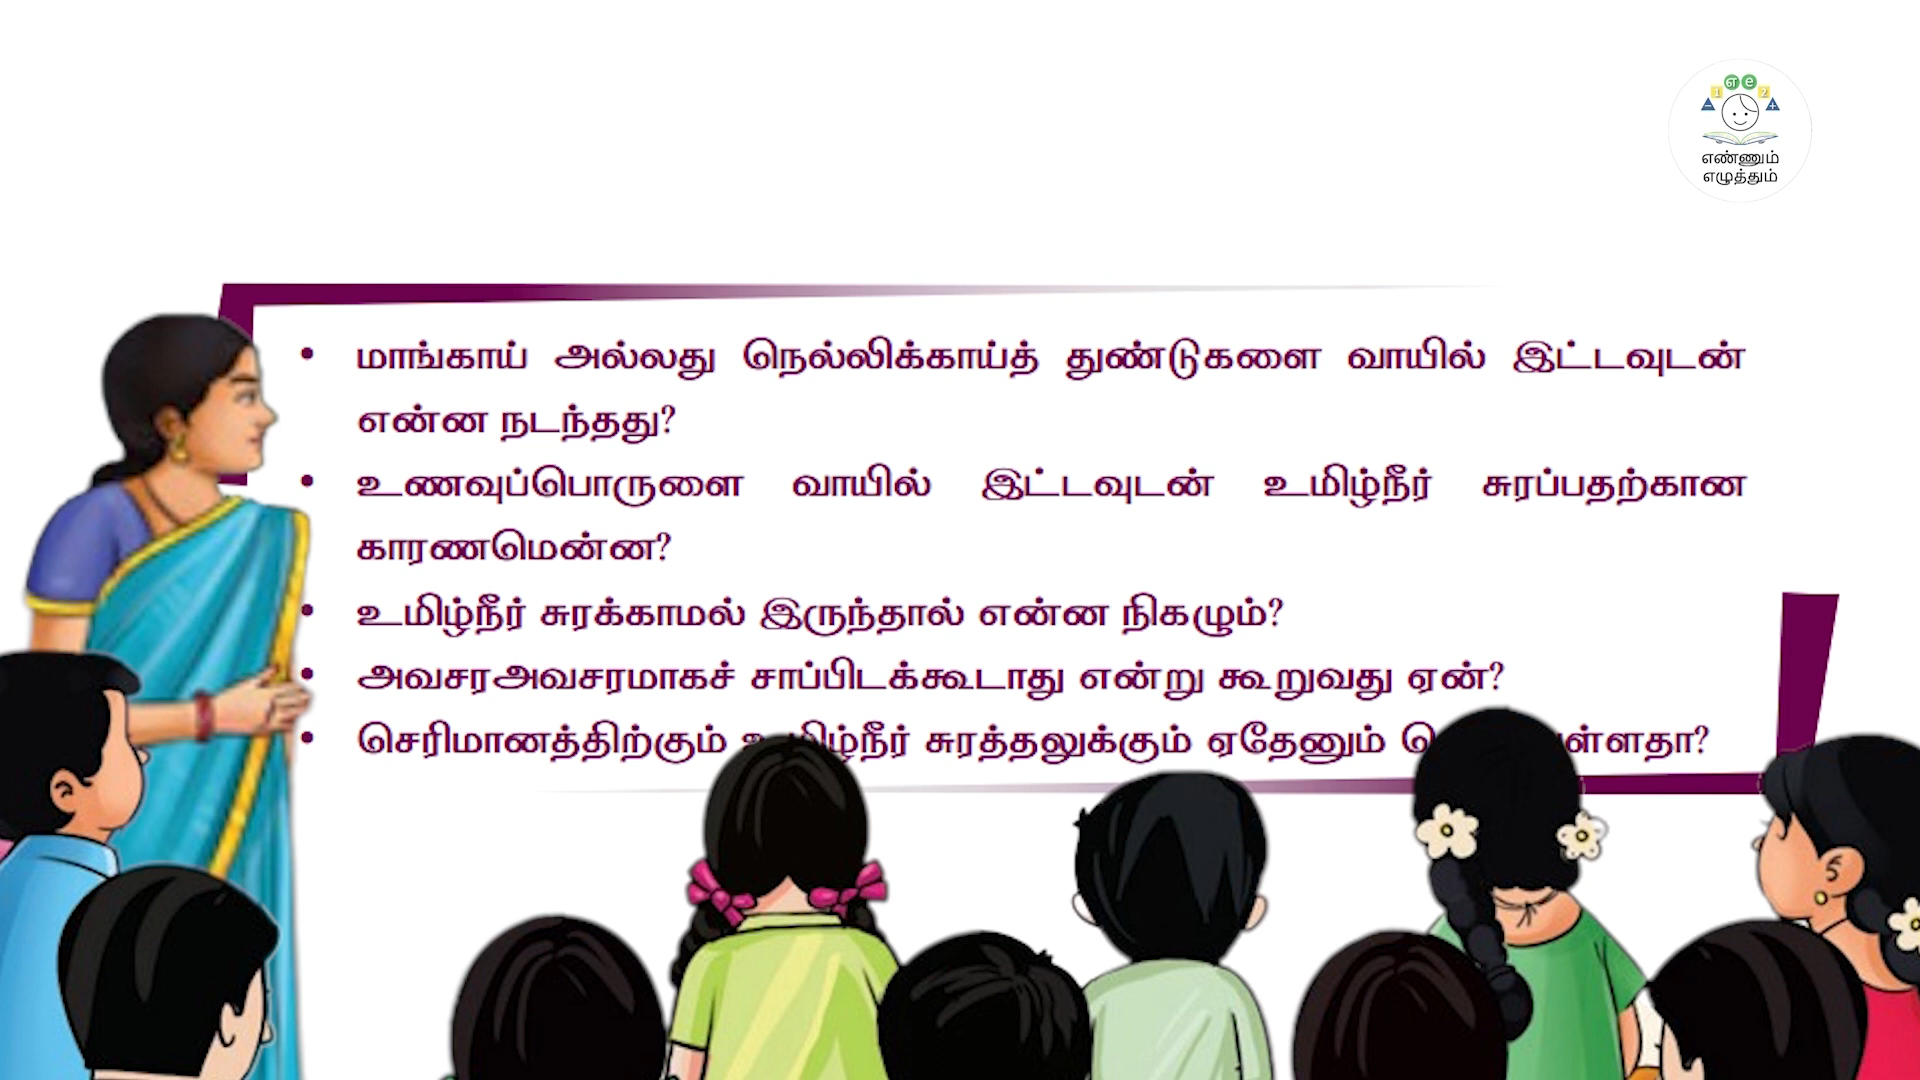 எண்ணும்
எழுத்தும்
• மாங்காய் அல்லது நெல்லிக்காய்த் துண்டுகளை வாயில் இட்டவுடன்
என்ன நடந்தது?
• உணவுப்பொருளை வாயில் இட்டவுடன் உமிழ்நீர் சுரப்பதற்கான
காரணமென்ன?
• உமிழ்நீர் சுரக்காமல் இருந்தால் என்ன நிகழும்?
• அவசரஅவசரமாகச் சாப்பிடக்கூடாது என்று கூறுவது ஏன்?
• செரிமானத்திற்கும் உமிழ்நீர் சுரத்தலுக்கும் ஏதேனும்